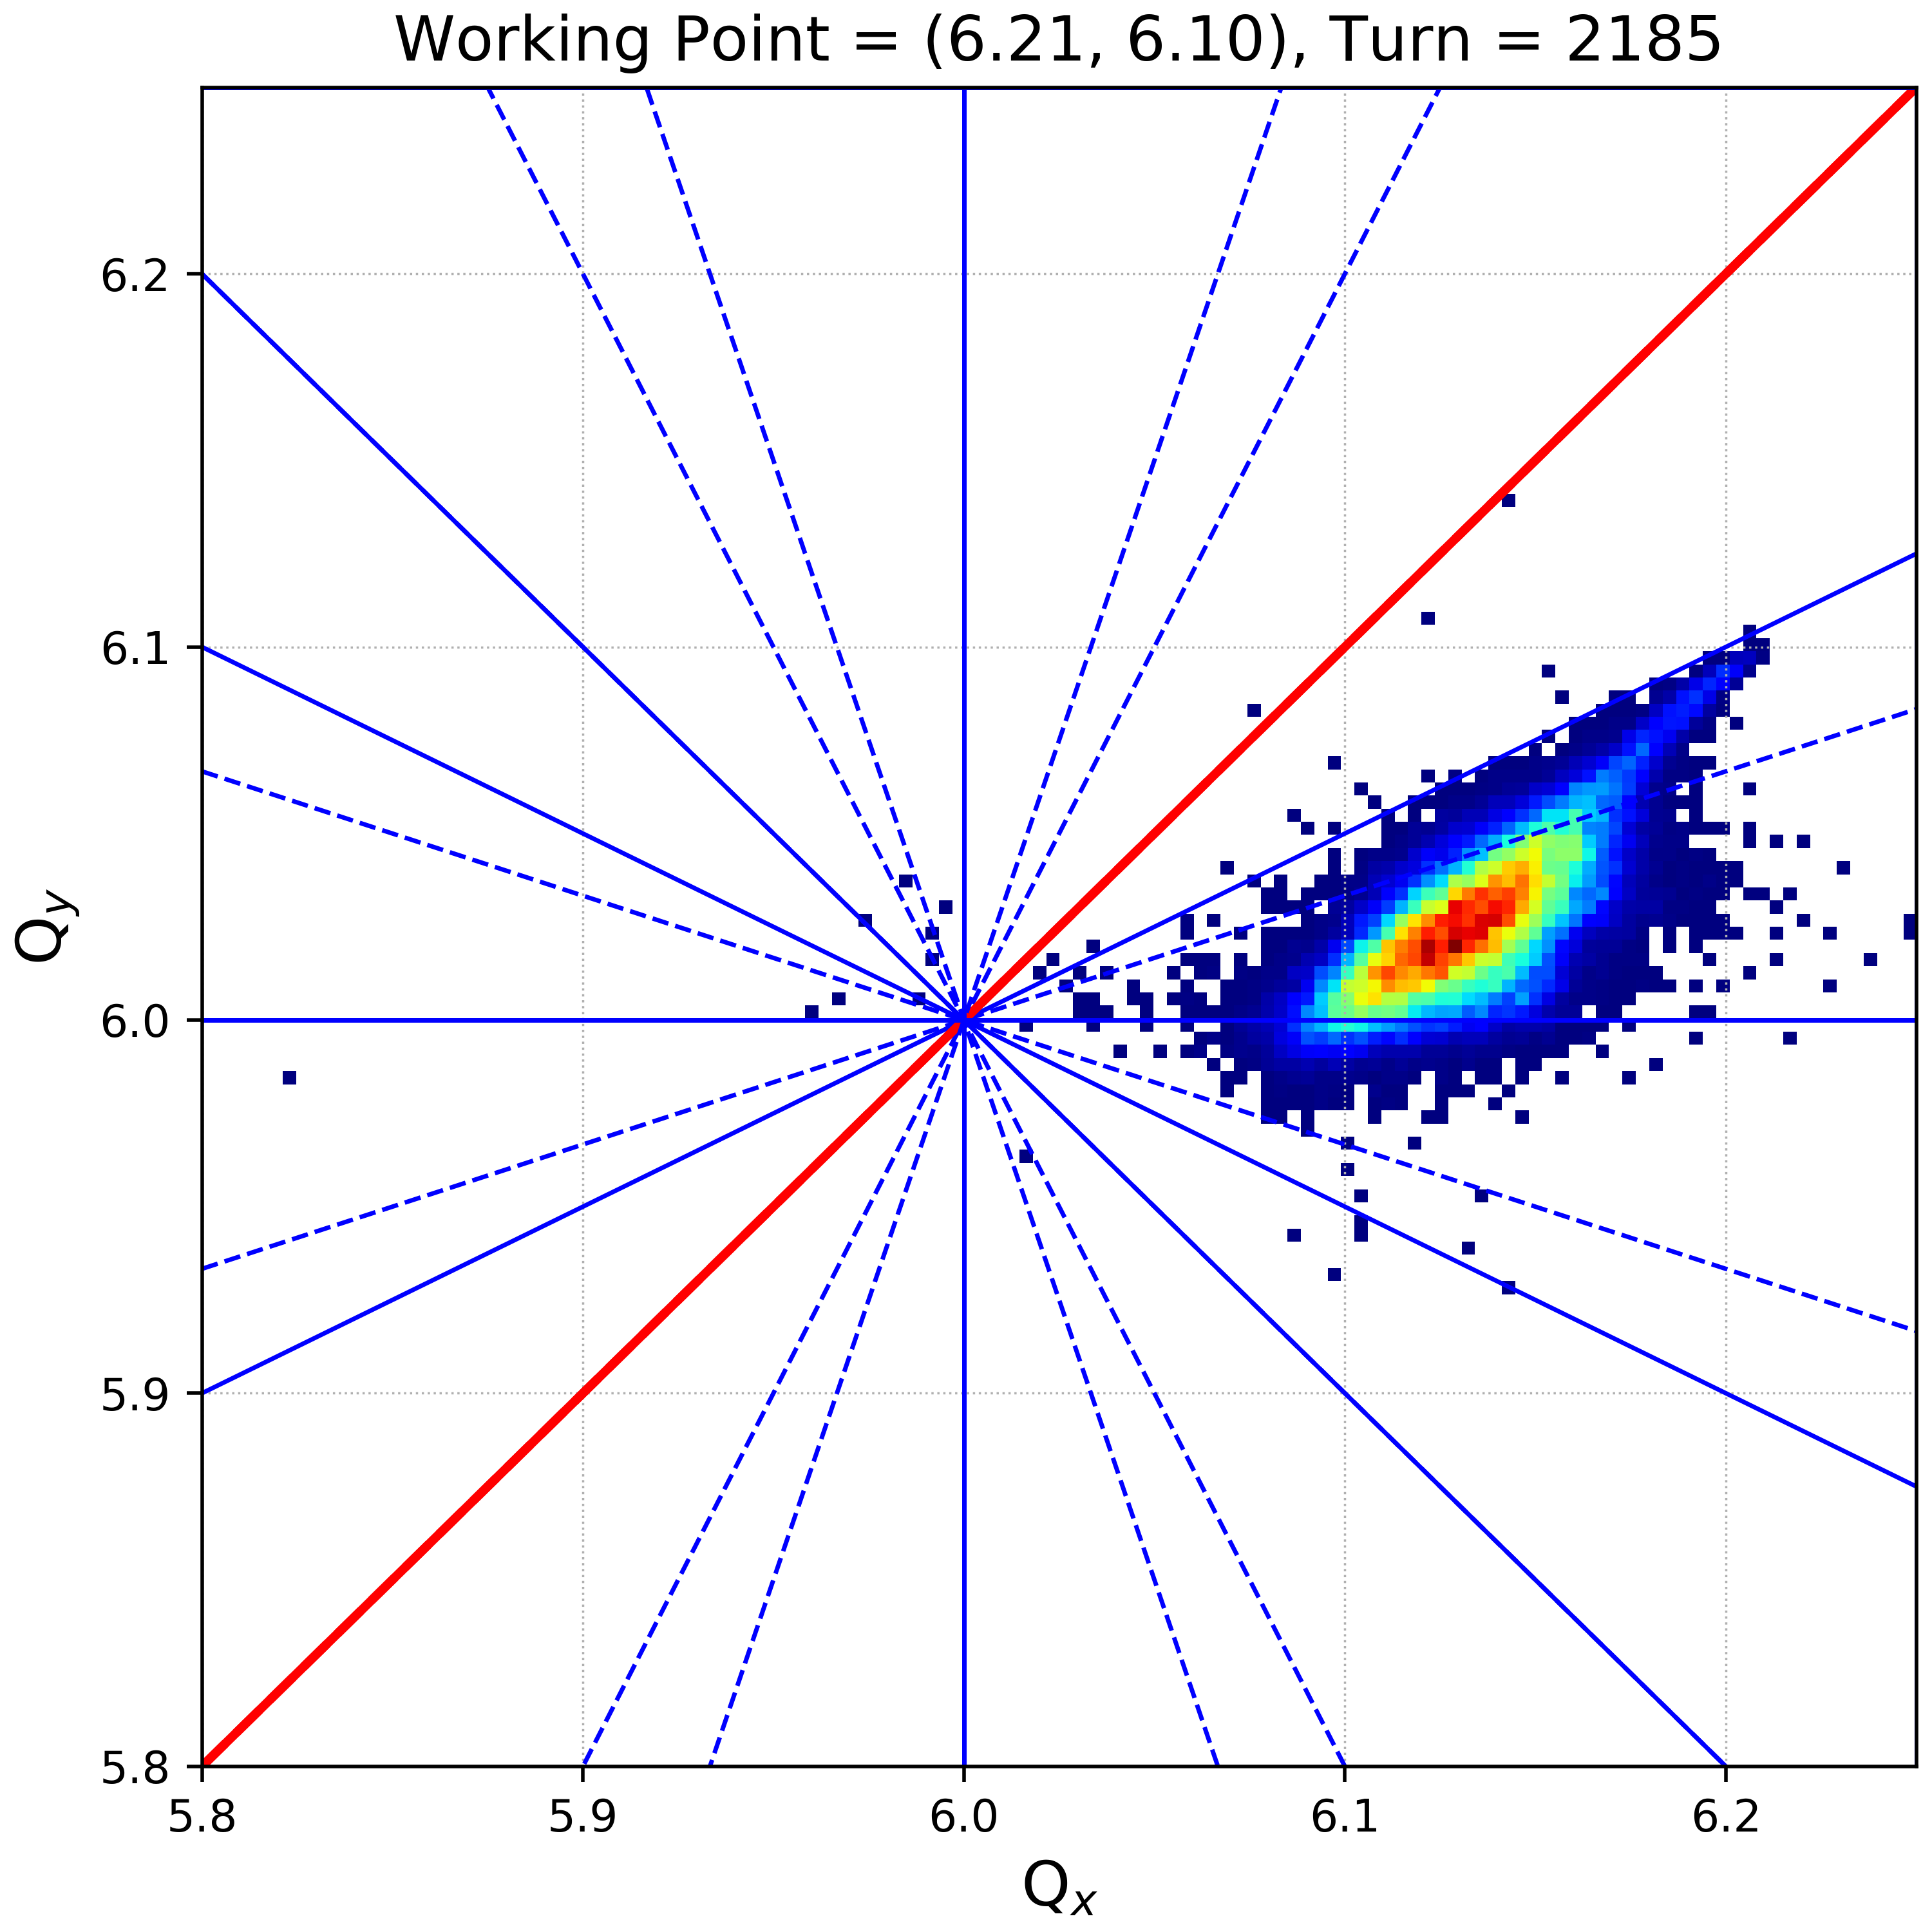 Working Point = (6.21, 6.10), Turn = 2185
6.2
6.1
6.0
5.9
5.8
Qy
5.8 5.9 6.0 6.1 6.2
Qx